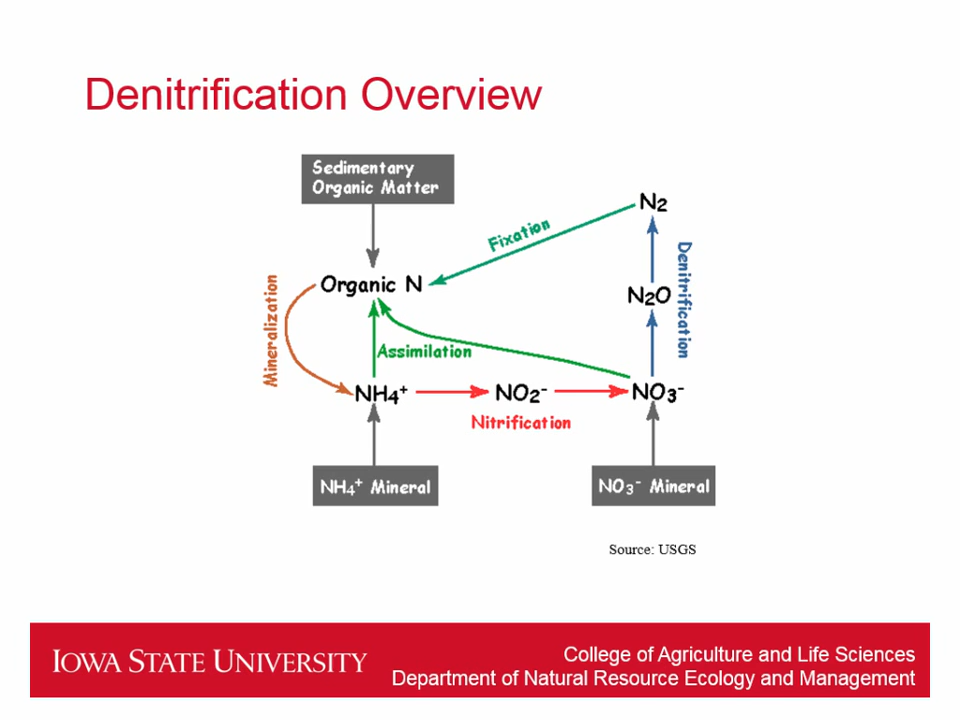 Denitrification Overview
Sedimentary
Organic Matter
N2
Fixation
Denitrification
Organic N
N2O
Mineralization
Assimilation
NH4+
NO2-
NO3-
Nitrification
NH4+ Mineral
NO3- Mineral
Source: USGS
IOWA STATE UNIVERSITY
College of Agriculture and Life Sciences
Department of Natural Resource Ecology and Management